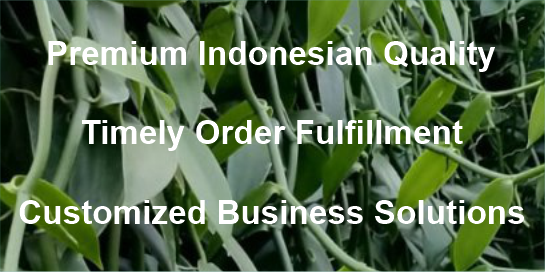 Premium Indonesian Quality
Timely Order Fulfillment
Customized Business Solutions